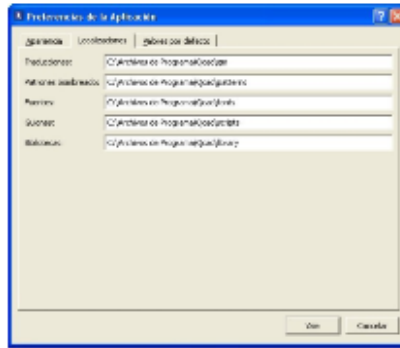 Preferencias de la Aplicación
Apariencia Localizaciones Valores por defecto
Traducciones: C:\Archivos de Programa\Qcad\qm
Patrones sombreados: C:\Archivos de Programa\Qcad\patterns
Fuentes: C:\Archivos de Programa\Qcad\fonts
Guiones: C:\Archivos de Programa\Qcad\scripts
Bibliotecas: C:\Archivos de Programa\Qcad\library
Cancelar